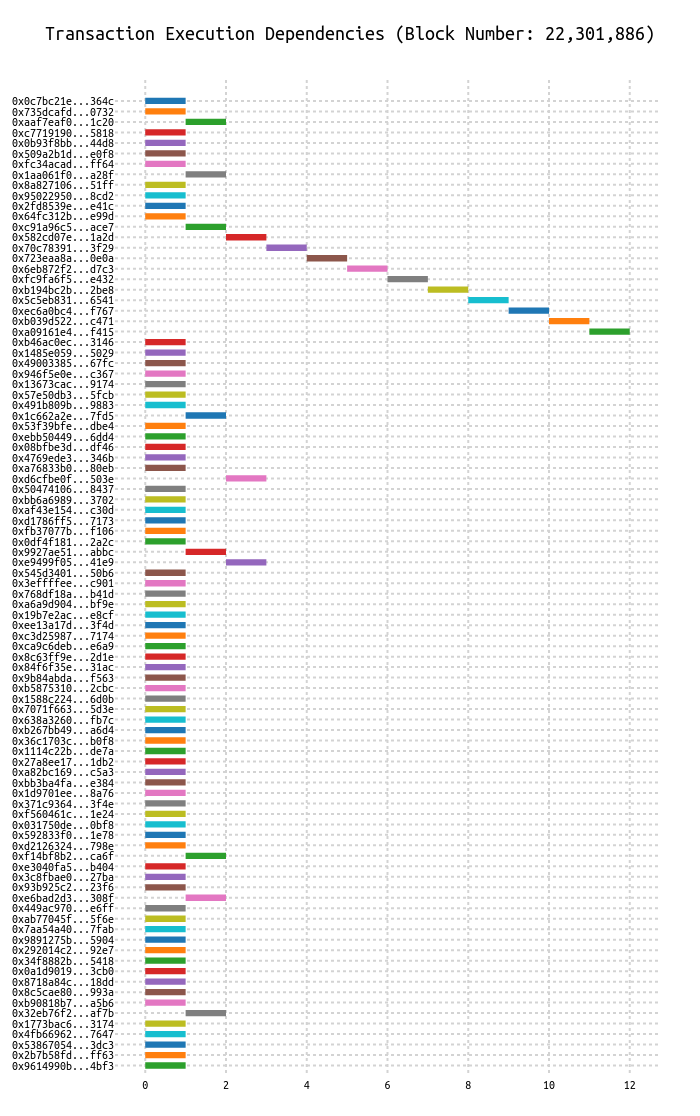 Transaction Execution Dependencies (Block Number: 22,301,886)
0x0c7bc21e...364c
0x735dcafd...0732
0xaaf7eaf0...1c20
0xc7719190...5818
0x0b93f8bb...44d8
0x509a2b1d...e0f8
0xfc34acad...ff64
0x1aa061f0...a28f
0x8a827106...51ff
0x95022950...8cd2
0x2fd8539e...e41c
0x64fc312b...e99d
0xc91a96c5...ace7
0x582cd07e...1a2d
0x70c78391...3f29
0x723eaa8a...0e0a
0x6eb872f2...d7c3
0xfc9fa6f5...e432
0xb194bc2b...2be8
0x5c5eb831...6541
0xec6a0bc4...f767
0xb039d522...c471
0xa09161e4...f415
0xb46ac0ec...3146
0x1485e059...5029
0x49003385...67fc
0x946f5e0e...c367
0x13673cac...9174
0x57e50db3...5fcb
0x491b809b...9883
0x1c662a2e...7fd5
0x53f39bfe...dbe4
0xebb50449...6dd4
0x08bfbe3d...df46
0x4769ede3...346b
0xa76833b0...80eb
0xd6cfbe0f...503e
0x50474106...8437
0xbb6a6989...3702
0xaf43e154...c30d
0xd1786ff5...7173
0xfb37077b...f106
0x0df4f181...2a2c
0x9927ae51...abbc
0xe9499f05...41e9
0x545d3401...50b6
0x3effffee...c901
0x768df18a...b41d
0xa6a9d904...bf9e
0x19b7e2ac...e8cf
0xee13a17d...3f4d
0xc3d25987...7174
0xca9c6deb...e6a9
0x8c63ff9e...2d1e
0x84f6f35e...31ac
0x9b84abda...f563
0xb5875310...2cbc
0x1588c224...6d0b
0x7071f663...5d3e
0x638a3260...fb7c
0xb267bb49...a6d4
0x36c1703c...b0f8
0x1114c22b...de7a
0x27a8ee17...1db2
0xa82bc169...c5a3
0xbb3ba4fa...e384
0x1d9701ee...8a76
0x371c9364...3f4e
0xf560461c...1e24
0x031750de...0bf8
0x592833f0...1e78
0xd2126324...798e
0xf14bf8b2...ca6f
0xe3040fa5...b404
0x3c8fbae0...27ba
0x93b925c2...23f6
0xe6bad2d3...308f
0x449ac970...e6ff
0xab77045f...5f6e
0x7aa54a40...7fab
0x9891275b...5904
0x292014c2...92e7
0x34f8882b...5418
0x0a1d9019...3cb0
0x8718a84c...18dd
0x8c5cae80...993a
0xb90818b7...a5b6
0x32eb76f2...af7b
0x1773bac6...3174
0x4fb66962...7647
0x53867054...3dc3
0x2b7b58fd...ff63
0x9614990b...4bf3
0 2 4 6 8 10 12